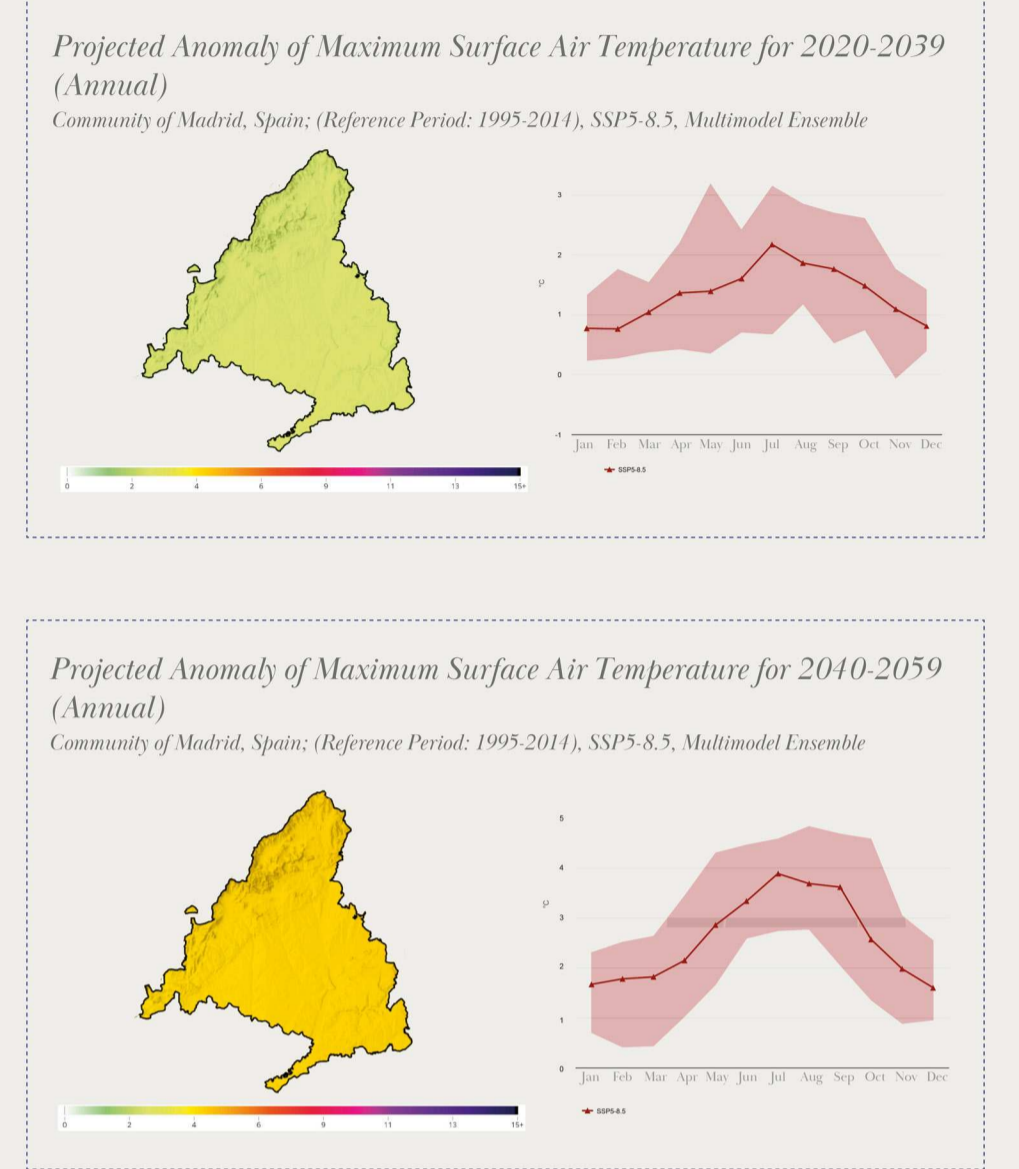 Projected Anomaly of Maximum Surface Air Temperature for 2020-2039
(Annual)
Community of Madrid, Spain; (Reference Period: 1995-2014), SSP5-8.5, Multimodel Ensemble
3
2
°C
1
0
-1
Jan Feb Mar Apr May Jun Jul Aug Sep Oct Nov Dec
SSP5-8.5
0 2 4 6 9 11 13 15+
Projected Anomaly of Maximum Surface Air Temperature for 2040-2059
(Annual)
Community of Madrid, Spain; (Reference Period: 1995-2014), SSP5-8.5, Multimodel Ensemble
5
4
°C
3
2
1
0
Jan Feb Mar Apr May Jun Jul Aug Sep Oct Nov Dec
SSP5-8.5
0 2 4 6 9 11 13 15+